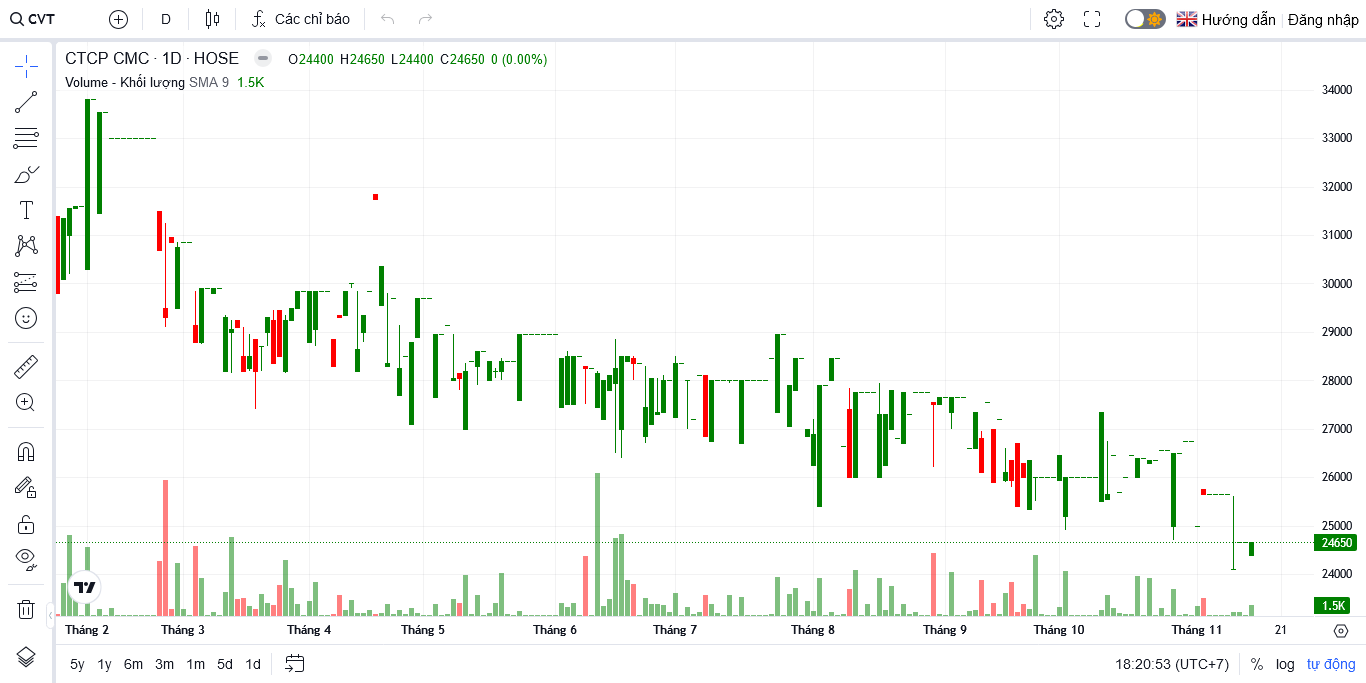 CVT D Các chỉ báo Hướng dẫn Đăng nhập
CTCP CMC · 1D · HOSE O24400 H24650 L24400 C24650 0 (0.00%)
Volume - Khối lượng SMA 9 1.5K
34000
33000
32000
31000
30000
29000
28000
27000
26000
25000
24650
24000
1.5K
Tháng 2 Tháng 3 Tháng 4 Tháng 5 Tháng 6 Tháng 7 Tháng 8 Tháng 9 Tháng 10 Tháng 11 21
5y 1y 6m 3m 1m 5d 1d 18:20:53 (UTC+7) % log tự động